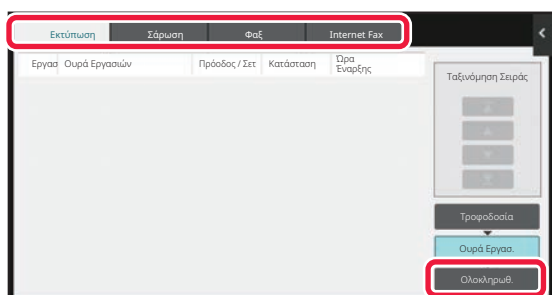 Εκτύπωση Σάρωση Φαξ Internet Fax
Εργασ Ουρά Εργασιών Πρόοδος / Σετ Κατάσταση Ώρα Έναρξης
Ταξινόμηση Σειράς
Τροφοδοσία
Ουρά Εργασ.
Ολοκληρωθ.